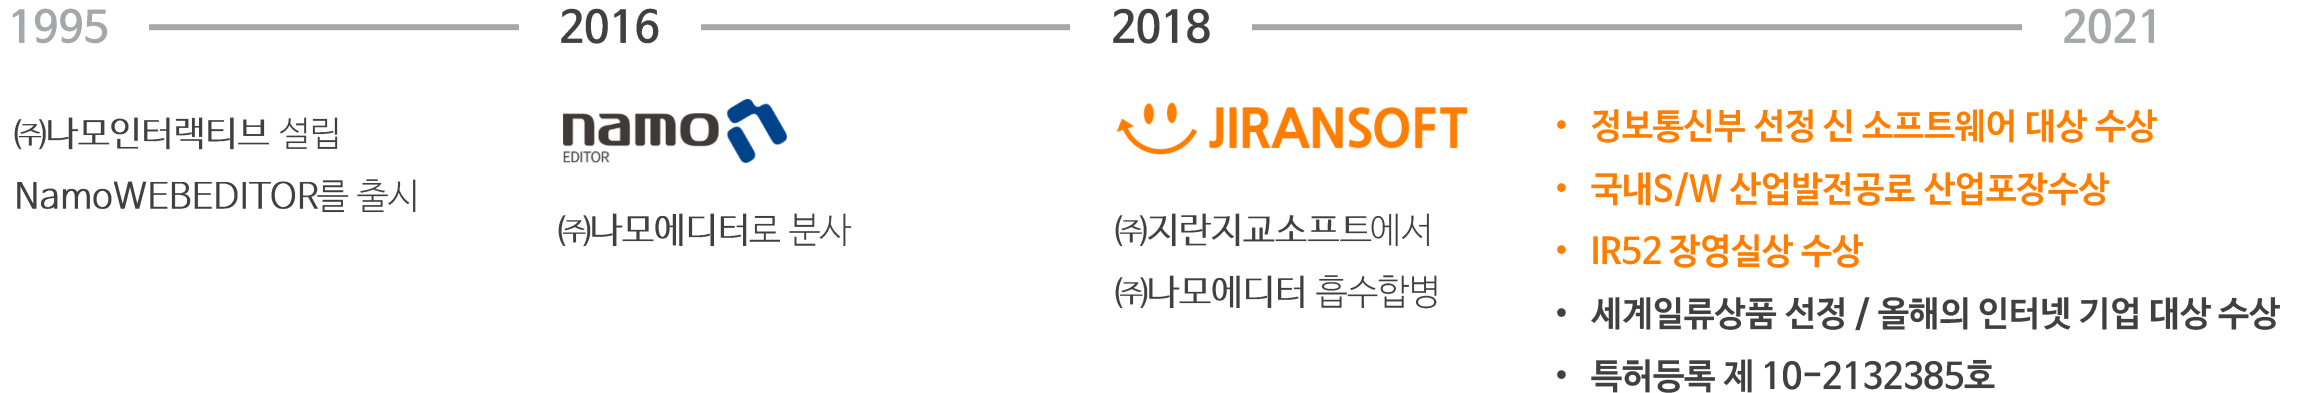 1995
2016
2018
2021
㈜나모인터랙티브 설립
NamoWEBEDITOR를 출시
namo
EDITOR
㈜나모에디터로 분사
JIRANSOFT
㈜지란지교소프트에서
㈜나모에디터 흡수합병
• 정보통신부 선정 신 소프트웨어 대상 수상
• 국내S/W 산업발전공로 산업포장수상
• IR52 장영실상 수상
• 세계일류상품 선정 / 올해의 인터넷 기업 대상 수상
• 특허등록 제 10-2132385호